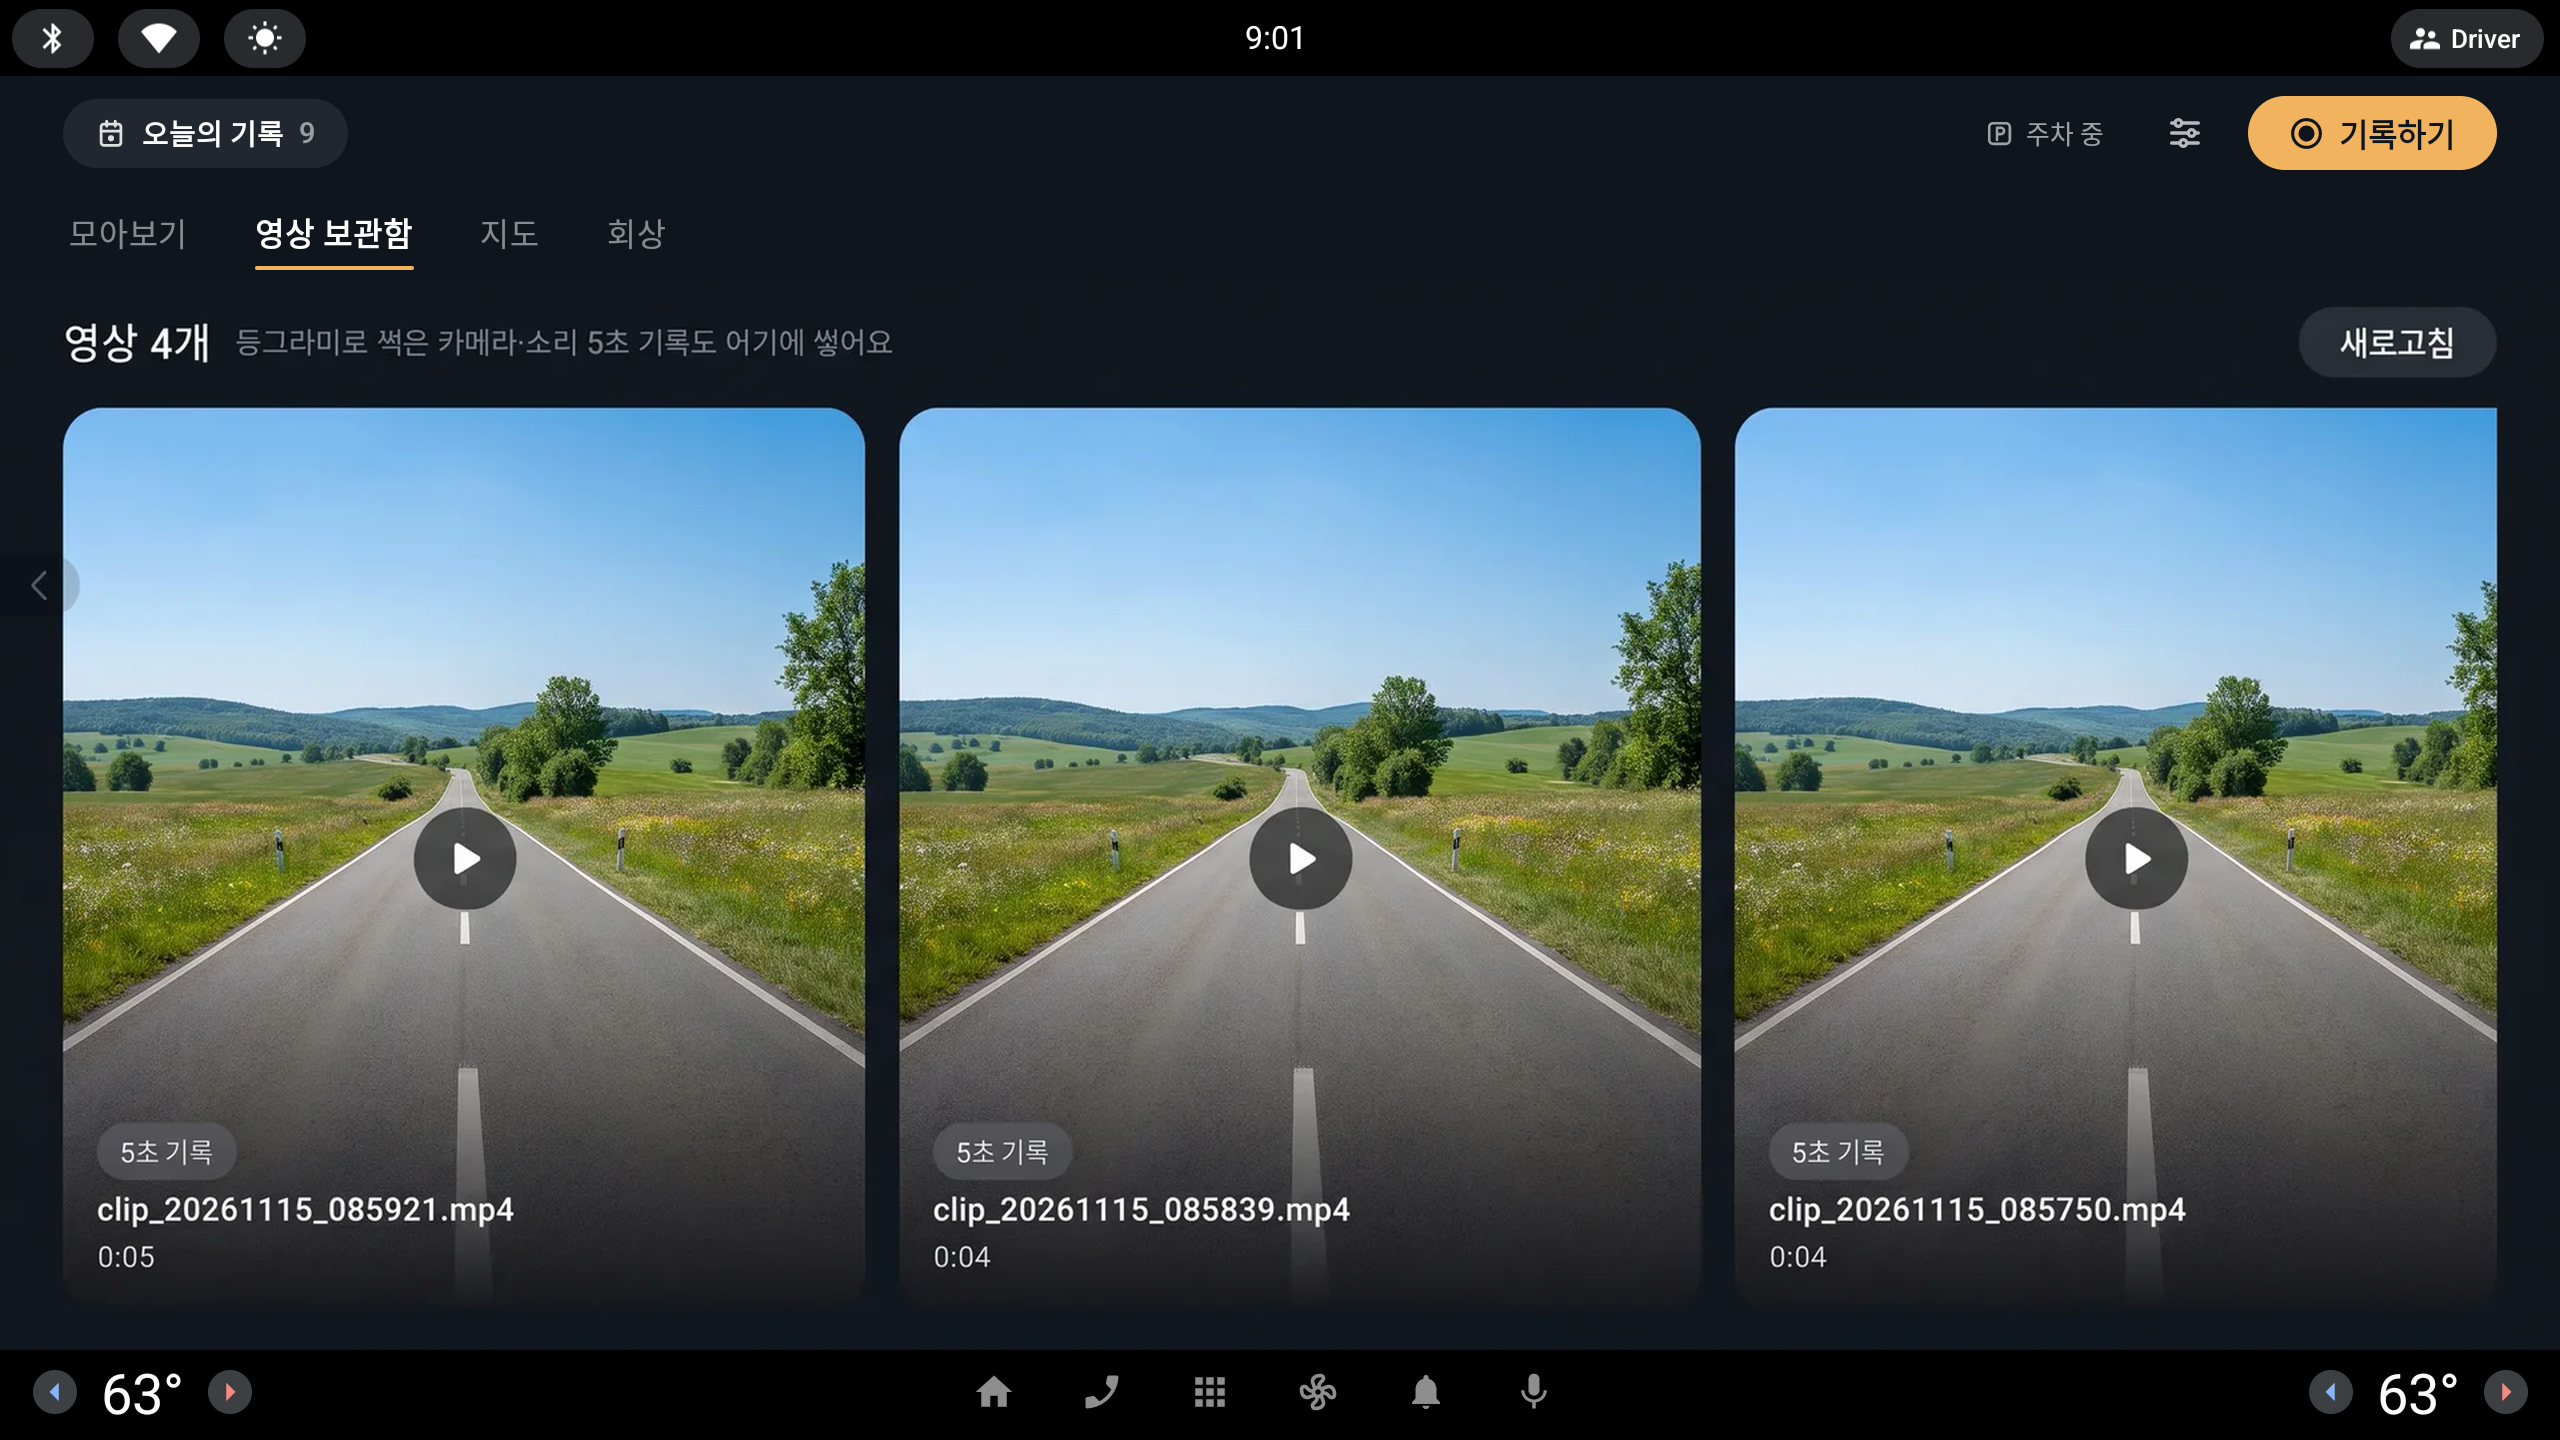 9:01
Driver
오늘의 기록 9
주차 중
기록하기
모아보기
영상 보관함
지도
회상
영상 4개
등그라미로 썩은 카메라·소리 5초 기록도 어기에 쌓어요
새로고침
5초 기록
clip_20261115_085921.mp4
0:05
5초 기록
clip_20261115_085839.mp4
0:04
5초 기록
clip_20261115_085750.mp4
0:04
63°
63°